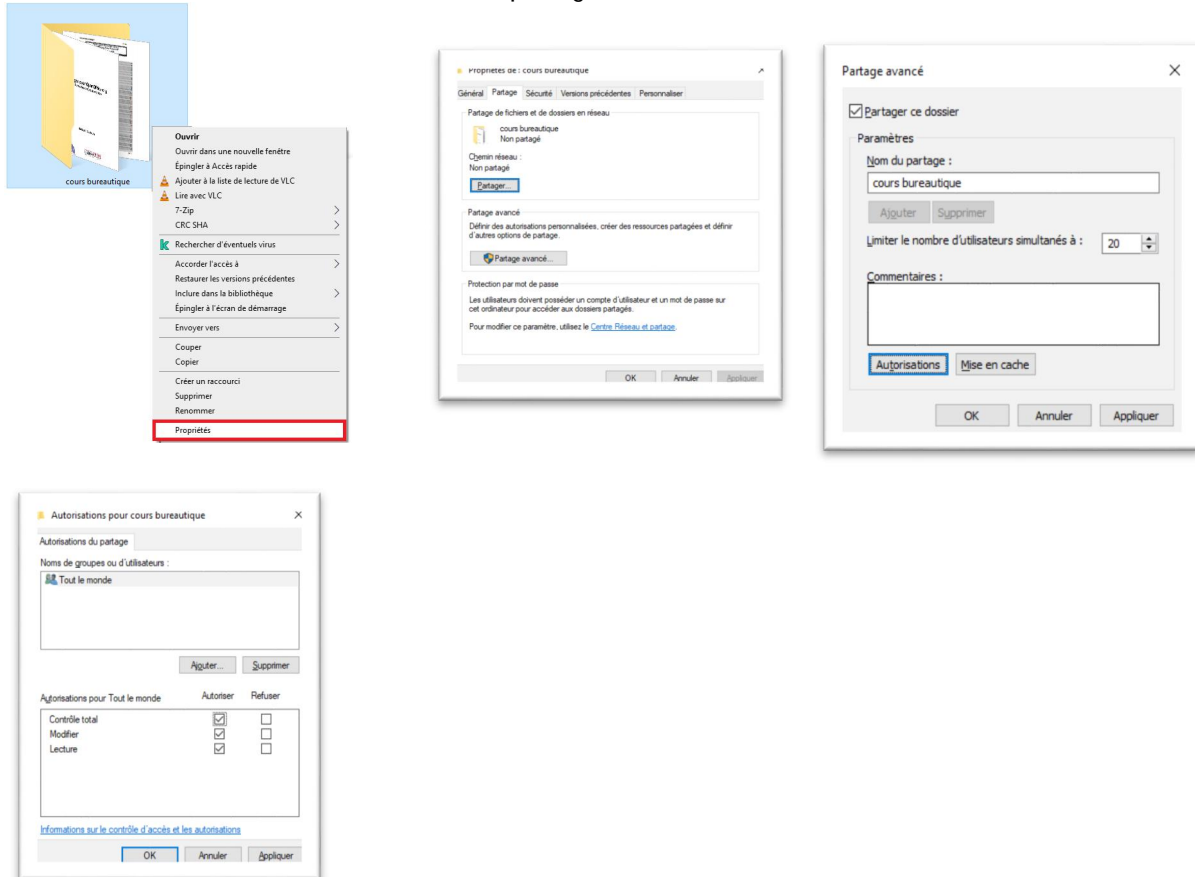 cours bureautique
Ouvrir
Ouvrir dans une nouvelle fenêtre
Épingler à Accès rapide
Ajouter à la liste de lecture de VLC
Lire avec VLC
7-Zip
CRC SHA
Rechercher d'éventuels virus
Accorder l'accès à
Restaurer les versions précédentes
Inclure dans la bibliothèque
Épingler à l'écran de démarrage
Envoyer vers
Couper
Copier
Créer un raccourci
Supprimer
Renommer
Propriétés
Propriétés de : cours bureautique
Général Partage Sécurité Versions précédentes Personnaliser
Partage de fichiers et de dossiers en réseau
cours bureautique
Non partagé
Chemin réseau :
Non partagé
Partager...
Partage avancé
Définir des autorisations personnalisées, créer des ressources partagées et définir
d'autres options de partage.
Partage avancé...
Protection par mot de passe
Les utilisateurs doivent posséder un compte d'utilisateur et un mot de passe sur
cet ordinateur pour accéder aux dossiers partagés.
Pour modifier ce paramètre, utilisez le Centre Réseau et partage.
OK Annuler Appliquer
Partage avancé
Partager ce dossier
Paramètres
Nom du partage :
cours bureautique
Ajouter Supprimer
Limiter le nombre d'utilisateurs simultanés à : 20
Commentaires :
Autorisations Mise en cache
OK Annuler Appliquer
Autorisations pour cours bureautique
Autorisations du partage
Noms de groupes ou d'utilisateurs :
Tout le monde
Ajouter... Supprimer
Autorisations pour Tout le monde Autoriser Refuser
Contrôle total
Modifier
Lecture
Informations sur le contrôle d'accès et les autorisations
OK Annuler Appliquer